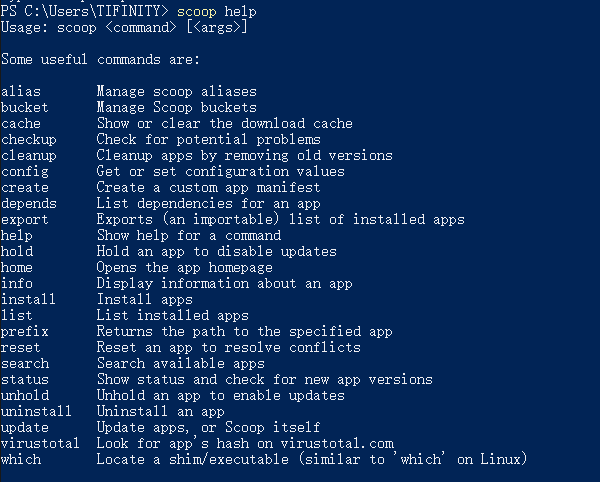 PS C:\Users\TIFINITY> scoop help
Usage: scoop <command> [<args>]
Some useful commands are:
alias Manage scoop aliases
bucket Manage Scoop buckets
cache Show or clear the download cache
checkup Check for potential problems
cleanup Cleanup apps by removing old versions
config Get or set configuration values
create Create a custom app manifest
depends List dependencies for an app
export Exports (an importable) list of installed apps
help Show help for a command
hold Hold an app to disable updates
home Opens the app homepage
info Display information about an app
install Install apps
list List installed apps
prefix Returns the path to the specified app
reset Reset an app to resolve conflicts
search Search available apps
status Show status and check for new app versions
unhold Unhold an app to enable updates
uninstall Uninstall an app
update Update apps, or Scoop itself
virustotal Look for app's hash on virustotal.com
which Locate a shim/executable (similar to 'which' on Linux)